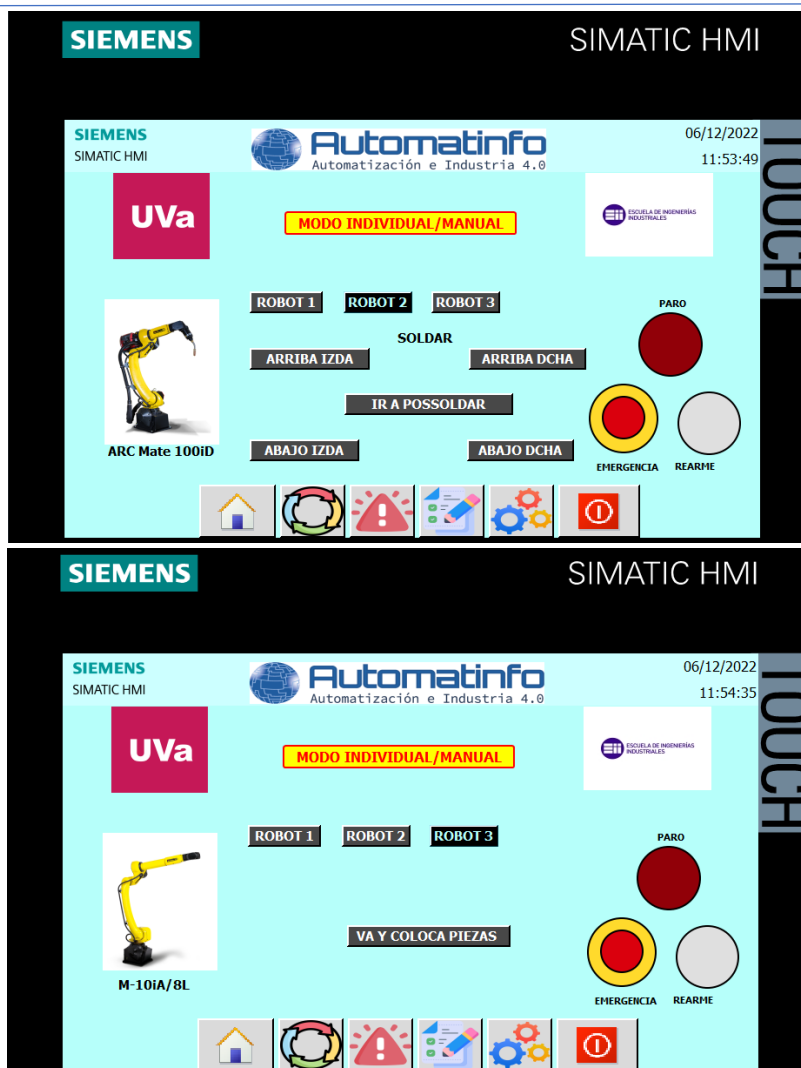 SIEMENS
SIMATIC HMI
TOUCH
SIEMENS
SIMATIC HMI
Automatinfo
Automatización e Industria 4.0
06/12/2022
11:53:49
UVa
MODO INDIVIDUAL/MANUAL
ESCUELA DE INGENIERÍAS
INDUSTRIALES
ROBOT 1
ROBOT 2
ROBOT 3
PARO
SOLDAR
ARRIBA IZDA
ARRIBA DCHA
IR A POSSOLDAR
ARC Mate 100iD
ABAJO IZDA
ABAJO DCHA
EMERGENCIA
REARME
SIEMENS
SIMATIC HMI
TOUCH
SIEMENS
SIMATIC HMI
Automatinfo
Automatización e Industria 4.0
06/12/2022
11:54:35
UVa
MODO INDIVIDUAL/MANUAL
ESCUELA DE INGENIERÍAS
INDUSTRIALES
ROBOT 1
ROBOT 2
ROBOT 3
PARO
VA Y COLOCA PIEZAS
M-10iA/8L
EMERGENCIA
REARME